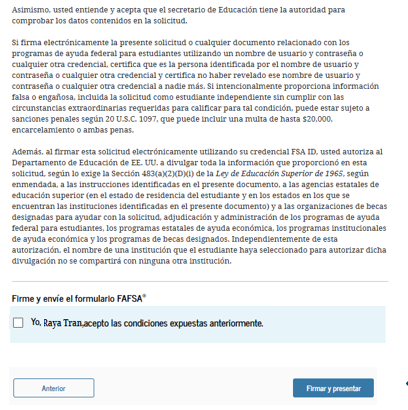 Asimismo, usted entiende y acepta que el secretario de Educación tiene la autoridad para
comprobar los datos contenidos en la solicitud.
Si firma electrónicamente la presente solicitud o cualquier documento relacionado con los
programas de ayuda federal para estudiantes utilizando un nombre de usuario y contraseña o
cualquier otra credencial, certifica que es la persona identificada por el nombre de usuario y
contraseña o cualquier otra credencial y certifica no haber revelado ese nombre de usuario y
contraseña o cualquier otra credencial a nadie más. Si intencionalmente proporciona información
falsa o engañosa, incluida la solicitud como estudiante independiente sin cumplir con las
circunstancias extraordinarias requeridas para calificar para tal condición, puede estar sujeto a
sanciones penales según 20 U.S.C. 1097, que puede incluir una multa de hasta $20,000,
encarcelamiento o ambas penas.
Además, al firmar esta solicitud electrónicamente utilizando su credencial FSA ID, usted autoriza al
Departamento de Educación de EE. UU. a divulgar toda la información que proporcionó en esta
solicitud, según lo exige la Sección 483(a)(2)(D)(i) de la Ley de Educación Superior de 1965, según
enmendada, a las instrucciones identificadas en el presente documento, a las agencias estatales de
educación superior (en el estado de residencia del estudiante y en los estados en los que se
encuentran las instituciones identificadas en el presente documento) y a las organizaciones de becas
designadas para ayudar con la solicitud, adjudicación y administración de los programas de ayuda
federal para estudiantes, los programas estatales de ayuda económica, los programas institucionales
de ayuda económica y los programas de becas designados. Independientemente de esta
autorización, el nombre de una institución que el estudiante haya seleccionado para autorizar dicha
divulgación no se compartirá con ninguna otra institución.
Firme y envíe el formulario FAFSA®
Yo, Raya Tran,acepto las condiciones expuestas anteriormente.
Anterior
Firmar y presentar